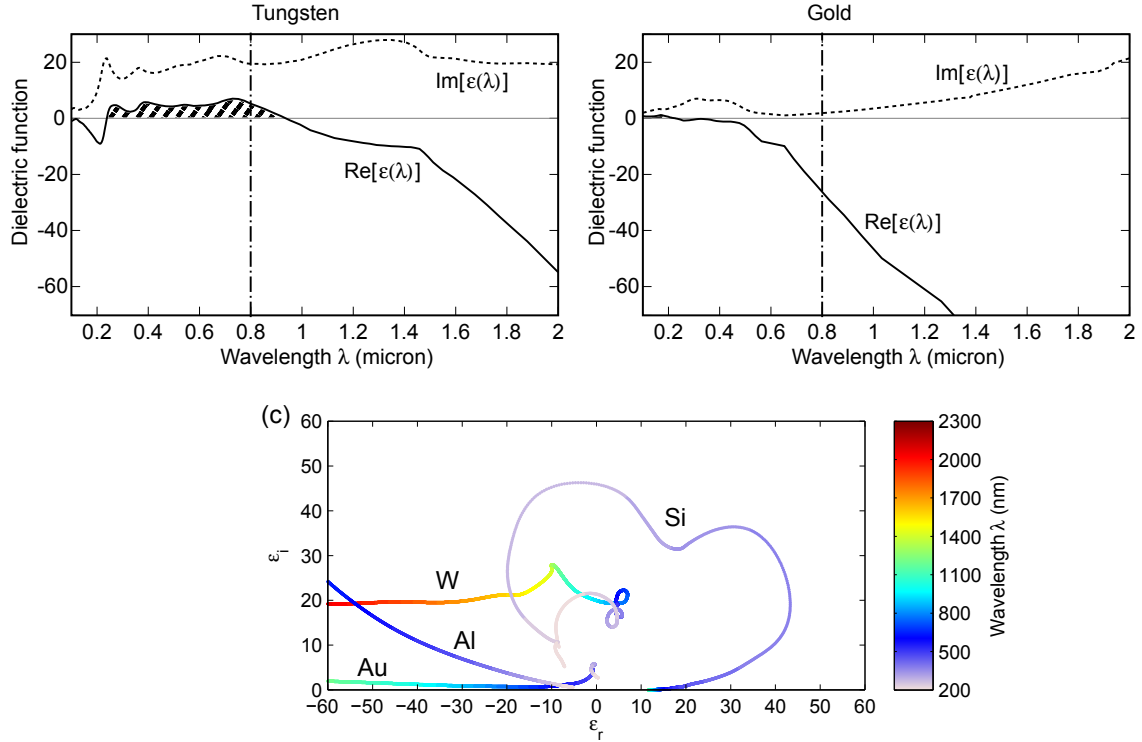 Tungsten
Gold
Dielectric function
20
0
-20
-40
-60
Im[ε(λ)]
Re[ε(λ)]
0.2 0.4 0.6 0.8 1 1.2 1.4 1.6 1.8 2
Wavelength λ (micron)
Dielectric function
20
0
-20
-40
-60
Im[ε(λ)]
Re[ε(λ)]
0.2 0.4 0.6 0.8 1 1.2 1.4 1.6 1.8 2
Wavelength λ (micron)
(c)
εi
60
50
40
30
20
10
0
W
Al
Au
Si
−60 −50 −40 −30 −20 −10 0 10 20 30 40 50 60
εr
2300
2000
1700
1400
1100
800
500
200
Wavelength λ (nm)